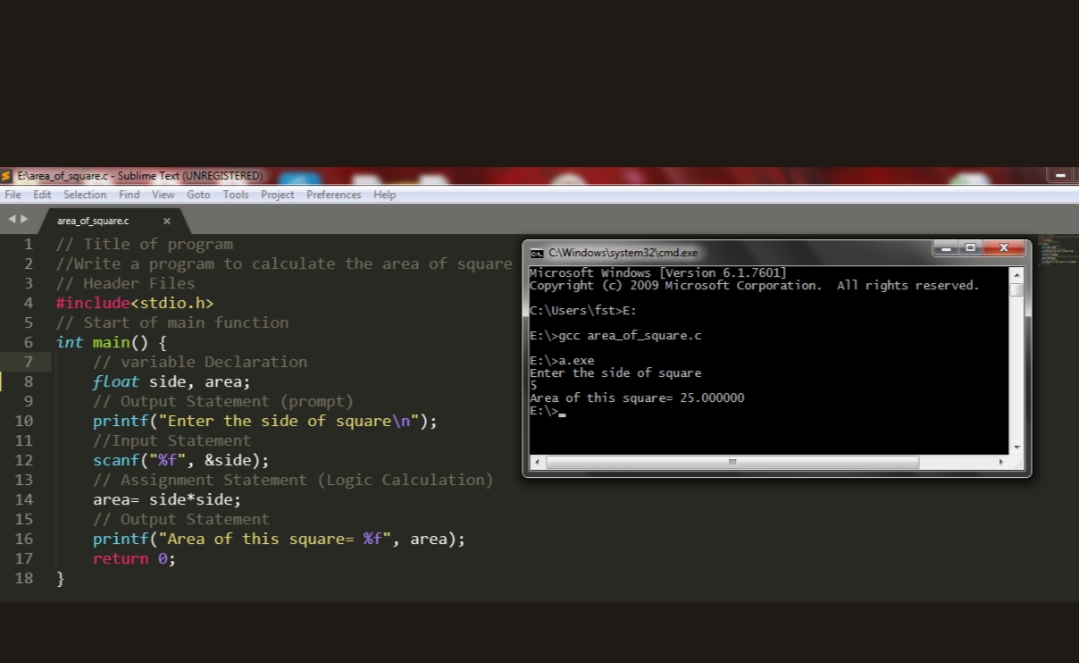 E:\area_of_square.c - Sublime Text (UNREGISTERED)
File Edit Selection Find View Goto Tools Project Preferences Help
area_of_square.c ×
1 // Title of program
2 //Write a program to calculate the area of square
3 // Header Files
4 #include<stdio.h>
5 // Start of main function
6 int main() {
7 // variable Declaration
8 float side, area;
9 // Output Statement (prompt)
10 printf("Enter the side of square\n");
11 //Input Statement
12 scanf("%f", &side);
13 // Assignment Statement (Logic Calculation)
14 area= side*side;
15 // Output Statement
16 printf("Area of this square= %f", area);
17 return 0;
18 }
C:\Windows\system32\cmd.exe
Microsoft Windows [Version 6.1.7601]
Copyright (c) 2009 Microsoft Corporation. All rights reserved.
C:\Users\fst>E:
E:\>gcc area_of_square.c
E:\>a.exe
Enter the side of square
5
Area of this square= 25.000000
E:\>_